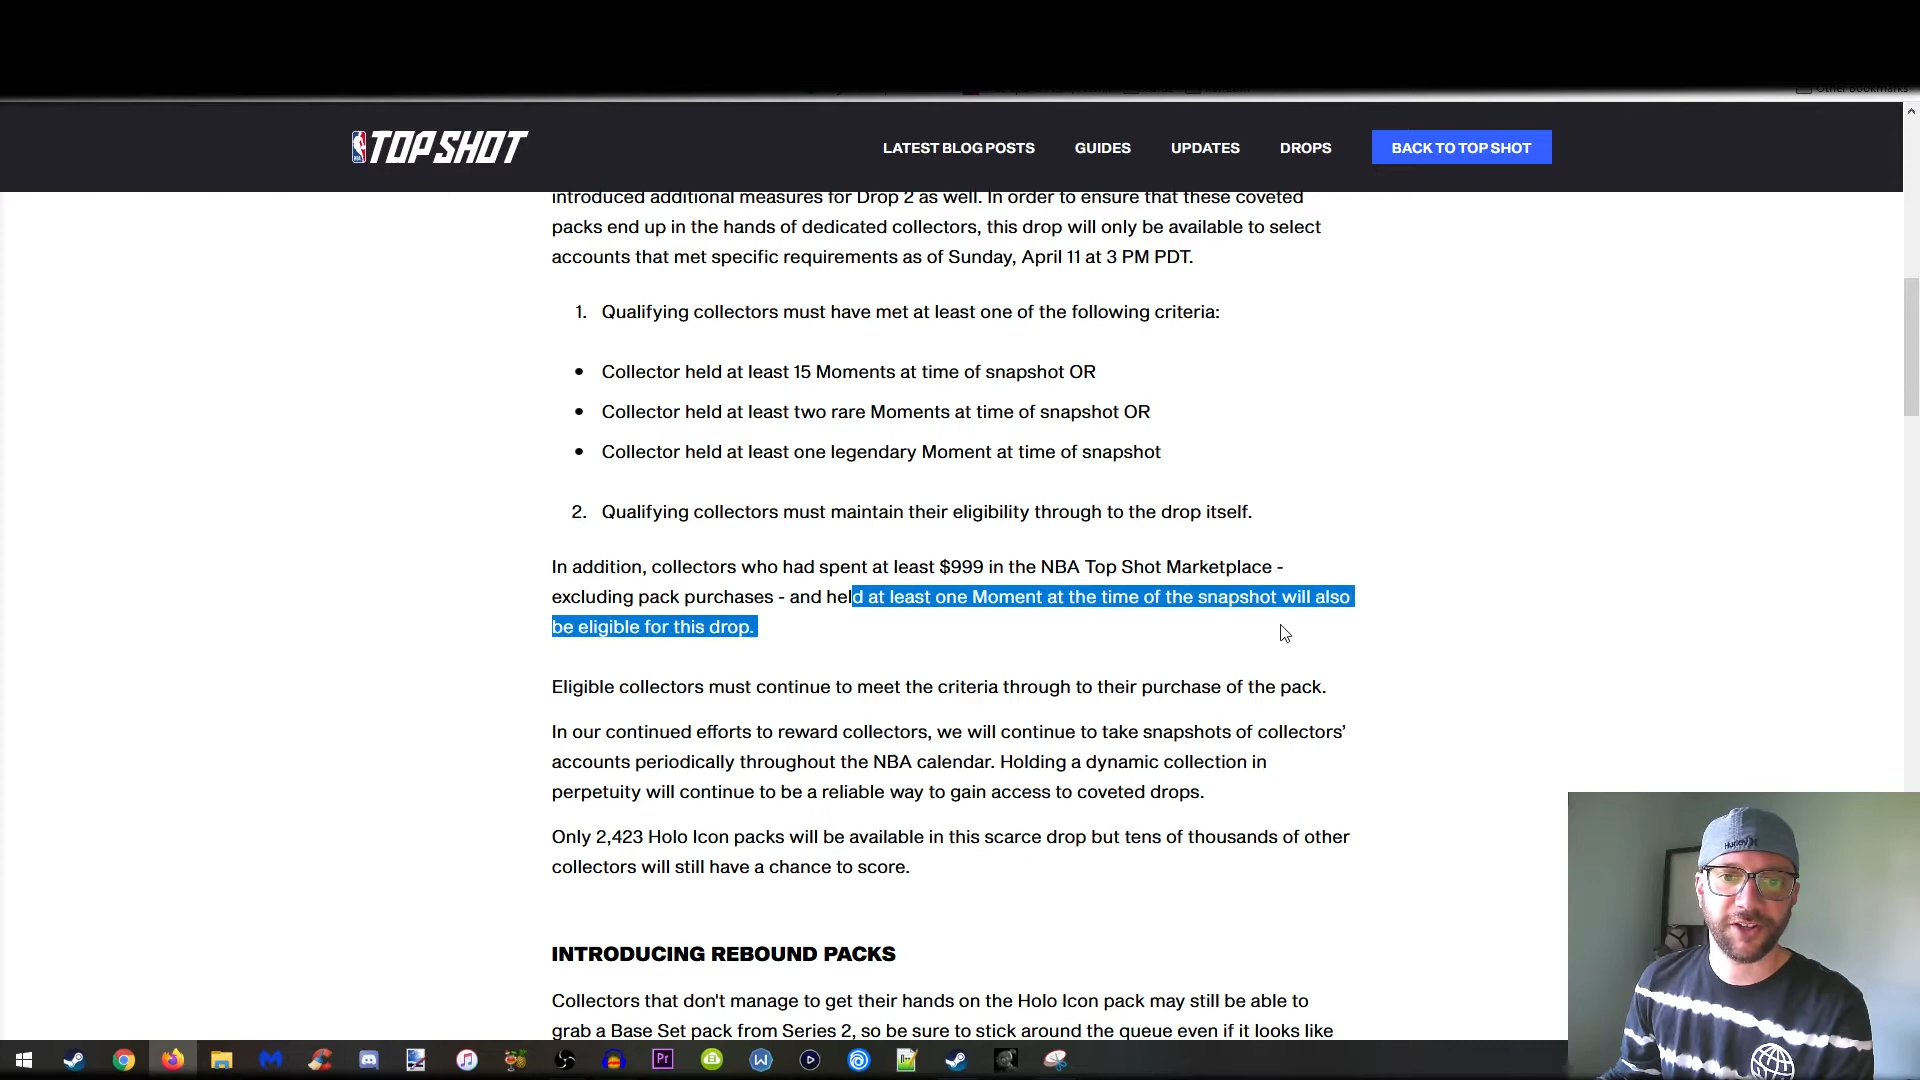 Other Bookmarks
TOP SHOT
LATEST BLOG POSTS
GUIDES
UPDATES
DROPS
BACK TO TOP SHOT
introduced additional measures for Drop 2 as well. In order to ensure that these coveted
packs end up in the hands of dedicated collectors, this drop will only be available to select
accounts that met specific requirements as of Sunday, April 11 at 3 PM PDT.
1. Qualifying collectors must have met at least one of the following criteria:
• Collector held at least 15 Moments at time of snapshot OR
• Collector held at least two rare Moments at time of snapshot OR
• Collector held at least one legendary Moment at time of snapshot
2. Qualifying collectors must maintain their eligibility through to the drop itself.
In addition, collectors who had spent at least $999 in the NBA Top Shot Marketplace -
excluding pack purchases - and held at least one Moment at the time of the snapshot will also
be eligible for this drop.
Eligible collectors must continue to meet the criteria through to their purchase of the pack.
In our continued efforts to reward collectors, we will continue to take snapshots of collectors’
accounts periodically throughout the NBA calendar. Holding a dynamic collection in
perpetuity will continue to be a reliable way to gain access to coveted drops.
Only 2,423 Holo Icon packs will be available in this scarce drop but tens of thousands of other
collectors will still have a chance to score.
INTRODUCING REBOUND PACKS
Collectors that don't manage to get their hands on the Holo Icon pack may still be able to
grab a Base Set pack from Series 2, so be sure to stick around the queue even if it looks like
Hurley
Pr